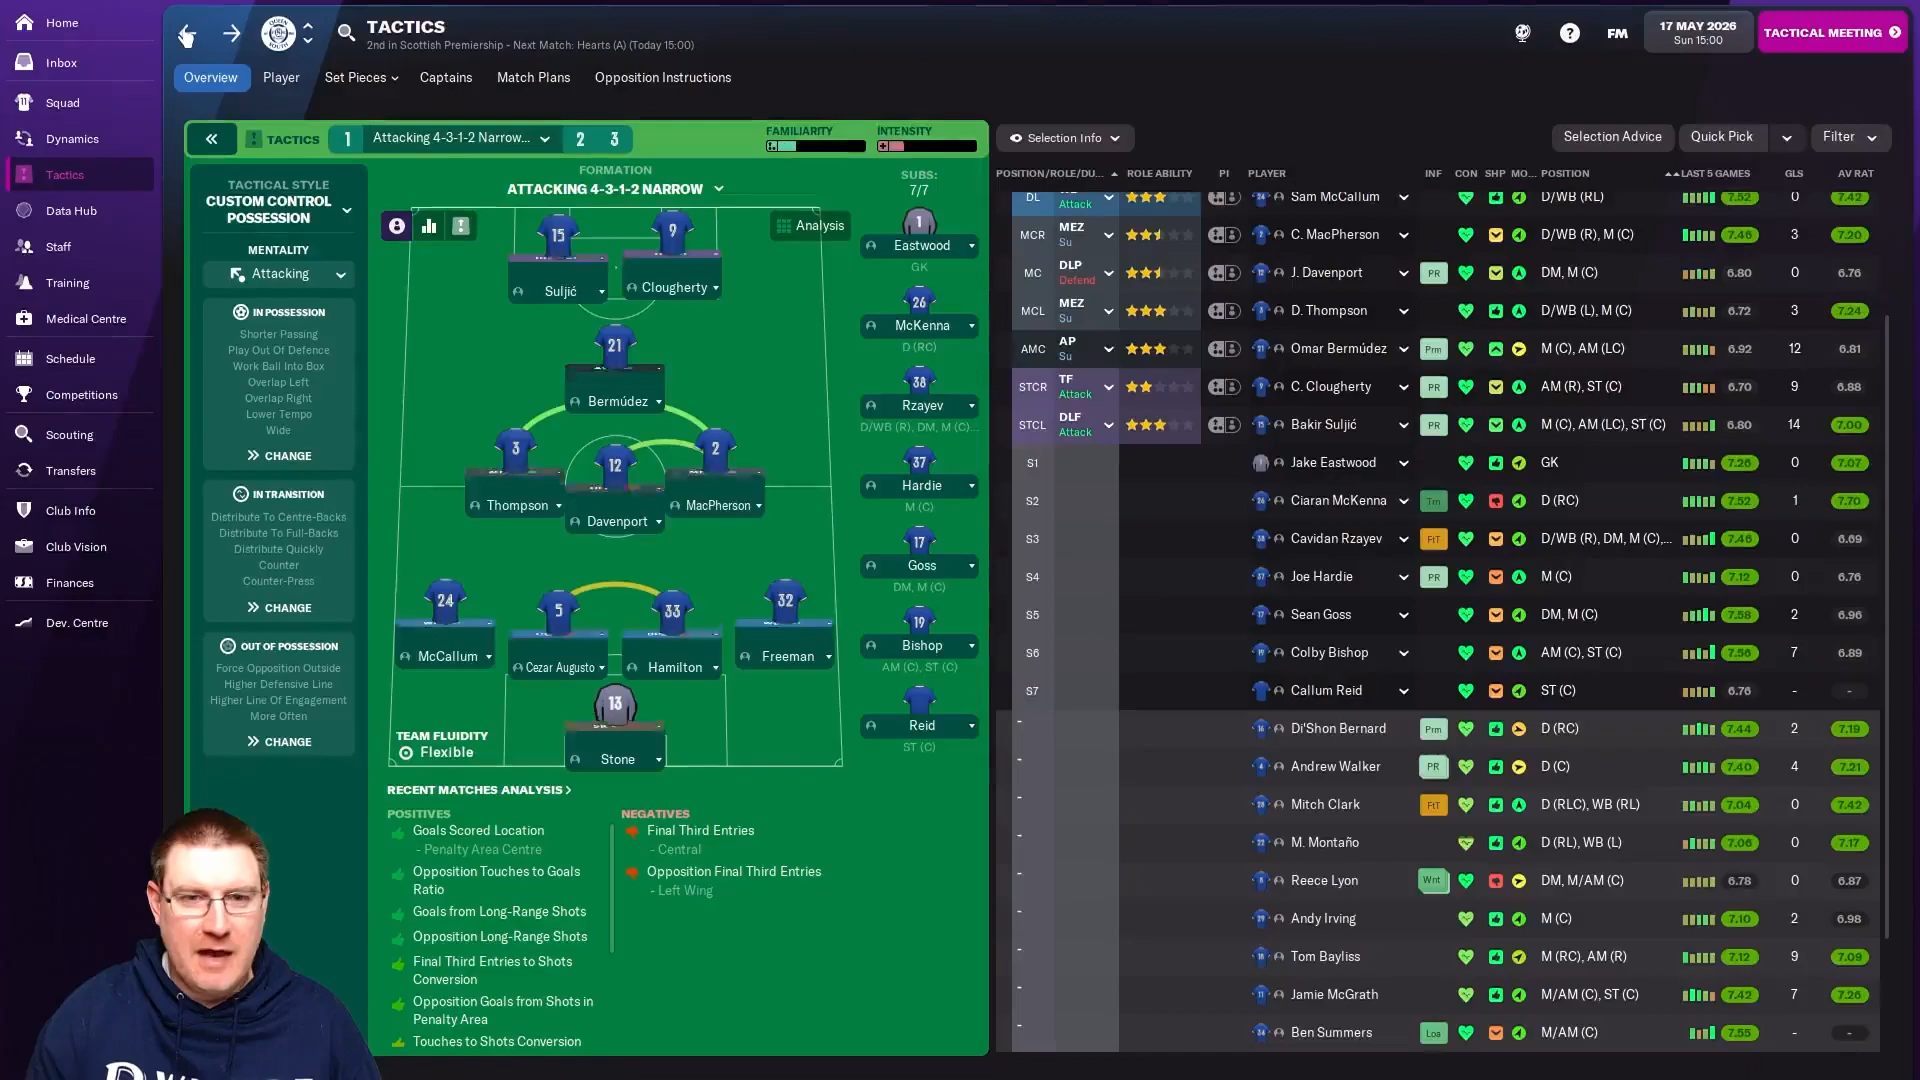 Home
Inbox
Squad
Dynamics
Tactics
Data Hub
Staff
Training
Medical Centre
Schedule
Competitions
Scouting
Transfers
Club Info
Club Vision
Finances
Dev. Centre
TACTICS
2nd in Scottish Premiership - Next Match: Hearts (A) (Today 15:00)
FM
17 MAY 2026
Sun 15:00
TACTICAL MEETING
Overview
Player
Set Pieces
Captains
Match Plans
Opposition Instructions
TACTICS
1
Attacking 4-3-1-2 Narrow...
2
3
FAMILIARITY
INTENSITY
TACTICAL STYLE
CUSTOM CONTROL
POSSESSION
MENTALITY
Attacking
IN POSSESSION
Shorter Passing
Play Out Of Defence
Work Ball Into Box
Overlap Left
Overlap Right
Lower Tempo
Wide
CHANGE
IN TRANSITION
Distribute To Centre-Backs
Distribute To Full-Backs
Distribute Quickly
Counter
Counter-Press
CHANGE
OUT OF POSSESSION
Force Opposition Outside
Higher Defensive Line
Higher Line Of Engagement
More Often
CHANGE
FORMATION
ATTACKING 4-3-1-2 NARROW
Analysis
15
Suljić
9
Clougherty
21
Bermúdez
3
Thompson
12
Davenport
2
MacPherson
24
McCallum
5
Cezar Augusto
33
Hamilton
32
Freeman
13
Stone
TEAM FLUIDITY
Flexible
SUBS:
7/7
1
Eastwood
GK
26
McKenna
D (RC)
38
Rzayev
D/WB (R), DM, M (C)...
37
Hardie
M (C)
17
Goss
DM, M (C)
19
Bishop
AM (C), ST (C)
Reid
ST (C)
RECENT MATCHES ANALYSIS >
POSITIVES
Goals Scored Location
- Penalty Area Centre
Opposition Touches to Goals
Ratio
Goals from Long-Range Shots
Opposition Long-Range Shots
Final Third Entries to Shots
Conversion
Opposition Goals from Shots in
Penalty Area
Touches to Shots Conversion
NEGATIVES
Final Third Entries
- Central
Opposition Final Third Entries
- Left Wing
Selection Info
Selection Advice
Quick Pick
Filter
POSITION/ROLE/DU... ROLE ABILITY PI PLAYER INF CON SHP MO... POSITION LAST 5 GAMES GLS AV RAT
DL Attack Sam McCallum D/WB (RL) 7.52 0 7.42
MCR MEZ Su C. MacPherson D/WB (R), M (C) 7.46 3 7.20
MC DLP Defend J. Davenport PR DM, M (C) 6.80 0 6.76
MCL MEZ Su D. Thompson D/WB (L), M (C) 6.72 3 7.24
AMC AP Su Omar Bermúdez Prm M (C), AM (LC) 6.92 12 6.81
STCR TF Attack C. Clougherty PR AM (R), ST (C) 6.70 9 6.88
STCL DLF Attack Bakir Suljić PR M (C), AM (LC), ST (C) 6.80 14 7.00
S1 Jake Eastwood GK 7.26 0 7.07
S2 Ciaran McKenna Trn D (RC) 7.52 1 7.70
S3 Cavidan Rzayev FtT D/WB (R), DM, M (C),... 7.46 0 6.69
S4 Joe Hardie PR M (C) 7.12 0 6.76
S5 Sean Goss DM, M (C) 7.58 2 6.96
S6 Colby Bishop AM (C), ST (C) 7.56 7 6.89
S7 Callum Reid ST (C) 6.76 - -
- Di'Shon Bernard Prm D (RC) 7.44 2 7.19
- Andrew Walker PR D (C) 7.40 4 7.21
- Mitch Clark FtT D (RLC), WB (RL) 7.04 0 7.42
- M. Montaño D (RL), WB (L) 7.06 0 7.17
- Reece Lyon Wnt DM, M/AM (C) 6.78 0 6.87
- Andy Irving M (C) 7.10 2 6.98
- Tom Bayliss M (RC), AM (R) 7.12 9 7.09
- Jamie McGrath M/AM (C), ST (C) 7.42 7 7.26
- Ben Summers Loa M/AM (C) 7.55 - -